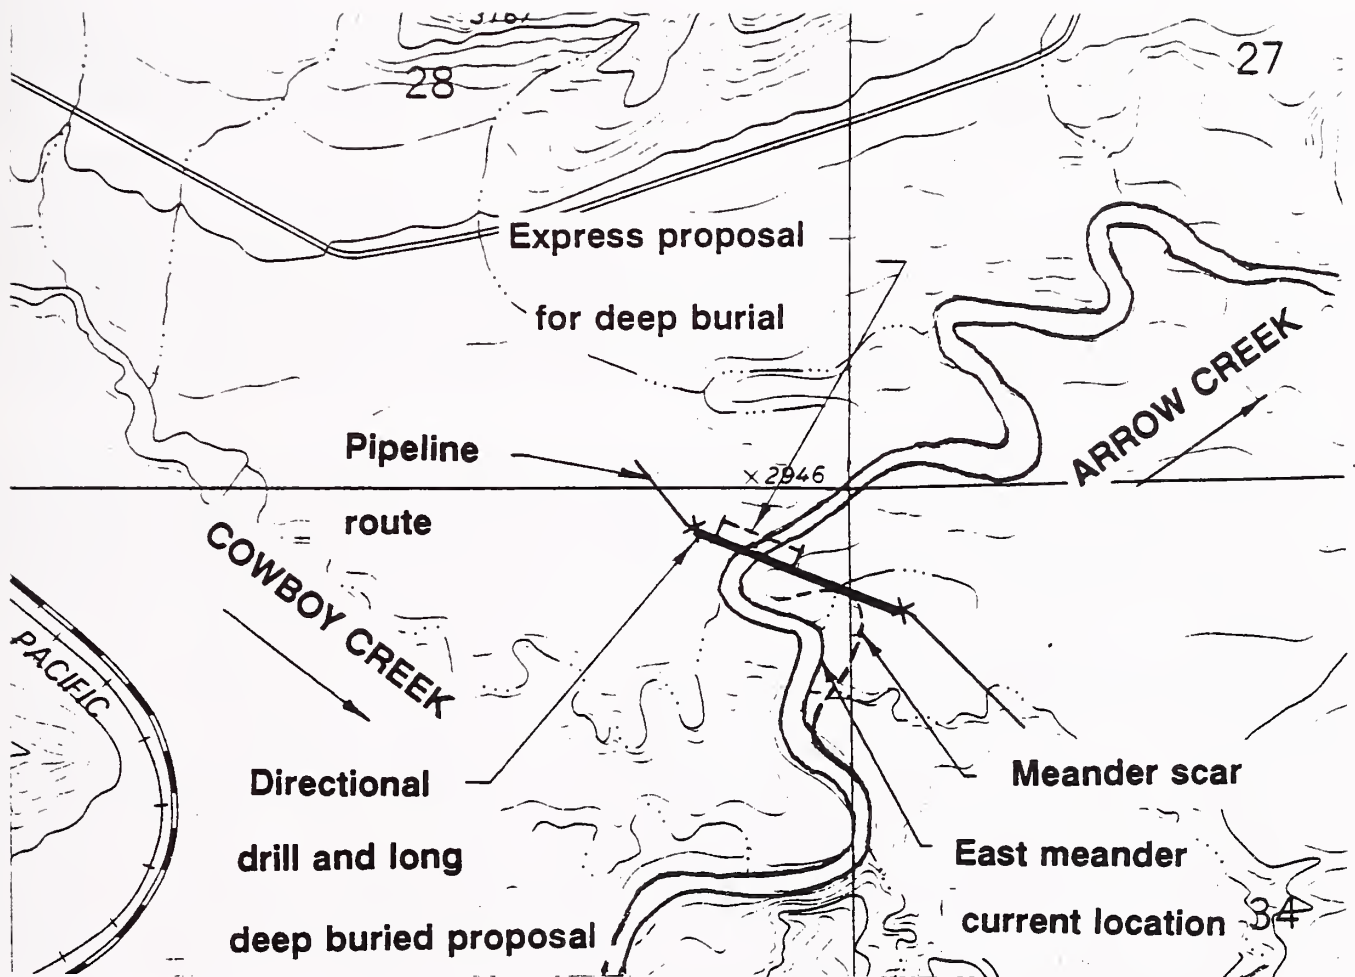 3167
28
27
Express proposal
for deep burial
ARROW CREEK
Pipeline
route
×2946
COWBOY CREEK
PACIFIC
Directional
drill and long
deep buried proposal
Meander scar
East meander
current location
34